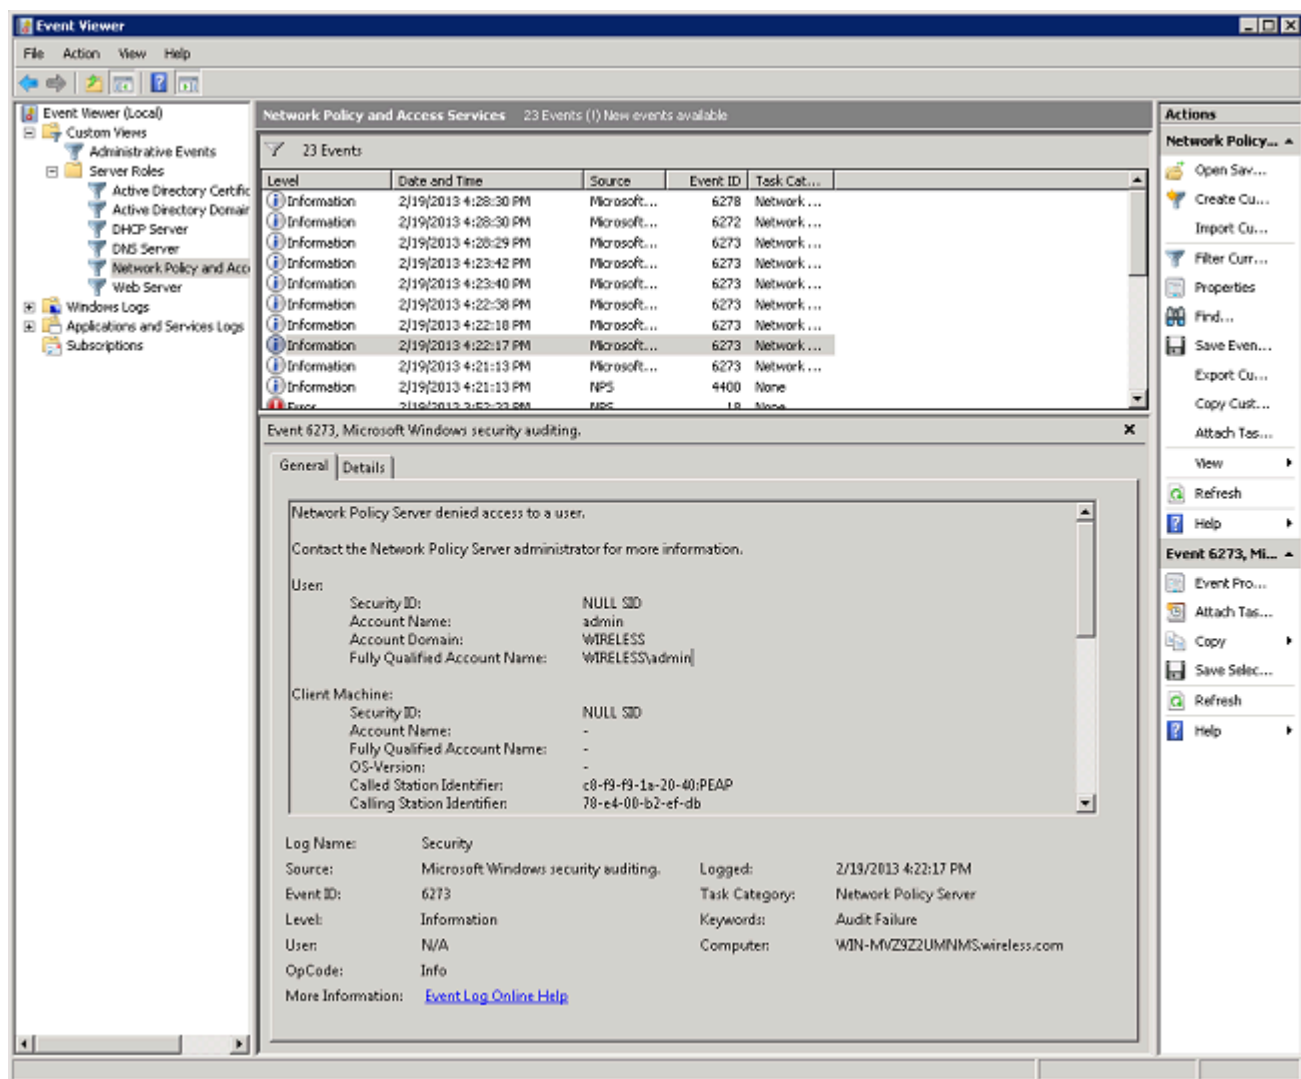 Event Viewer
File Action View Help
Event Viewer (Local)
Custom Views
Administrative Events
Server Roles
Active Directory Certific
Active Directory Domair
DHCP Server
DNS Server
Network Policy and Acc
Web Server
Windows Logs
Applications and Services Logs
Subscriptions
Network Policy and Access Services 23 Events (!) New events available
23 Events
Level Date and Time Source Event ID Task Cat...
Information 2/19/2013 4:28:30 PM Microsoft... 6278 Network ...
Information 2/19/2013 4:28:30 PM Microsoft... 6272 Network ...
Information 2/19/2013 4:28:29 PM Microsoft... 6273 Network ...
Information 2/19/2013 4:23:42 PM Microsoft... 6273 Network ...
Information 2/19/2013 4:23:40 PM Microsoft... 6273 Network ...
Information 2/19/2013 4:22:38 PM Microsoft... 6273 Network ...
Information 2/19/2013 4:22:18 PM Microsoft... 6273 Network ...
Information 2/19/2013 4:22:17 PM Microsoft... 6273 Network ...
Information 2/19/2013 4:21:13 PM Microsoft... 6273 Network ...
Information 2/19/2013 4:21:13 PM NPS 4400 None
Error 2/19/2013 3:52:33 PM NPS 18 None
Event 6273, Microsoft Windows security auditing.
General Details
Network Policy Server denied access to a user.
Contact the Network Policy Server administrator for more information.
User:
Security ID: NULL SID
Account Name: admin
Account Domain: WIRELESS
Fully Qualified Account Name: WIRELESS\admin
Client Machine:
Security ID: NULL SID
Account Name: -
Fully Qualified Account Name: -
OS-Version: -
Called Station Identifier: c8-f9-f9-1a-20-40:PEAP
Calling Station Identifier: 78-e4-00-b2-ef-db
Log Name: Security
Source: Microsoft Windows security auditing. Logged: 2/19/2013 4:22:17 PM
Event ID: 6273 Task Category: Network Policy Server
Level: Information Keywords: Audit Failure
User: N/A Computer: WIN-MVZ9Z2UMNMS.wireless.com
OpCode: Info
More Information: Event Log Online Help
Actions
Network Policy...
Open Sav...
Create Cu...
Import Cu...
Filter Curr...
Properties
Find...
Save Even...
Export Cu...
Copy Cust...
Attach Tas...
View
Refresh
Help
Event 6273, Mi...
Event Pro...
Attach Tas...
Copy
Save Selec...
Refresh
Help